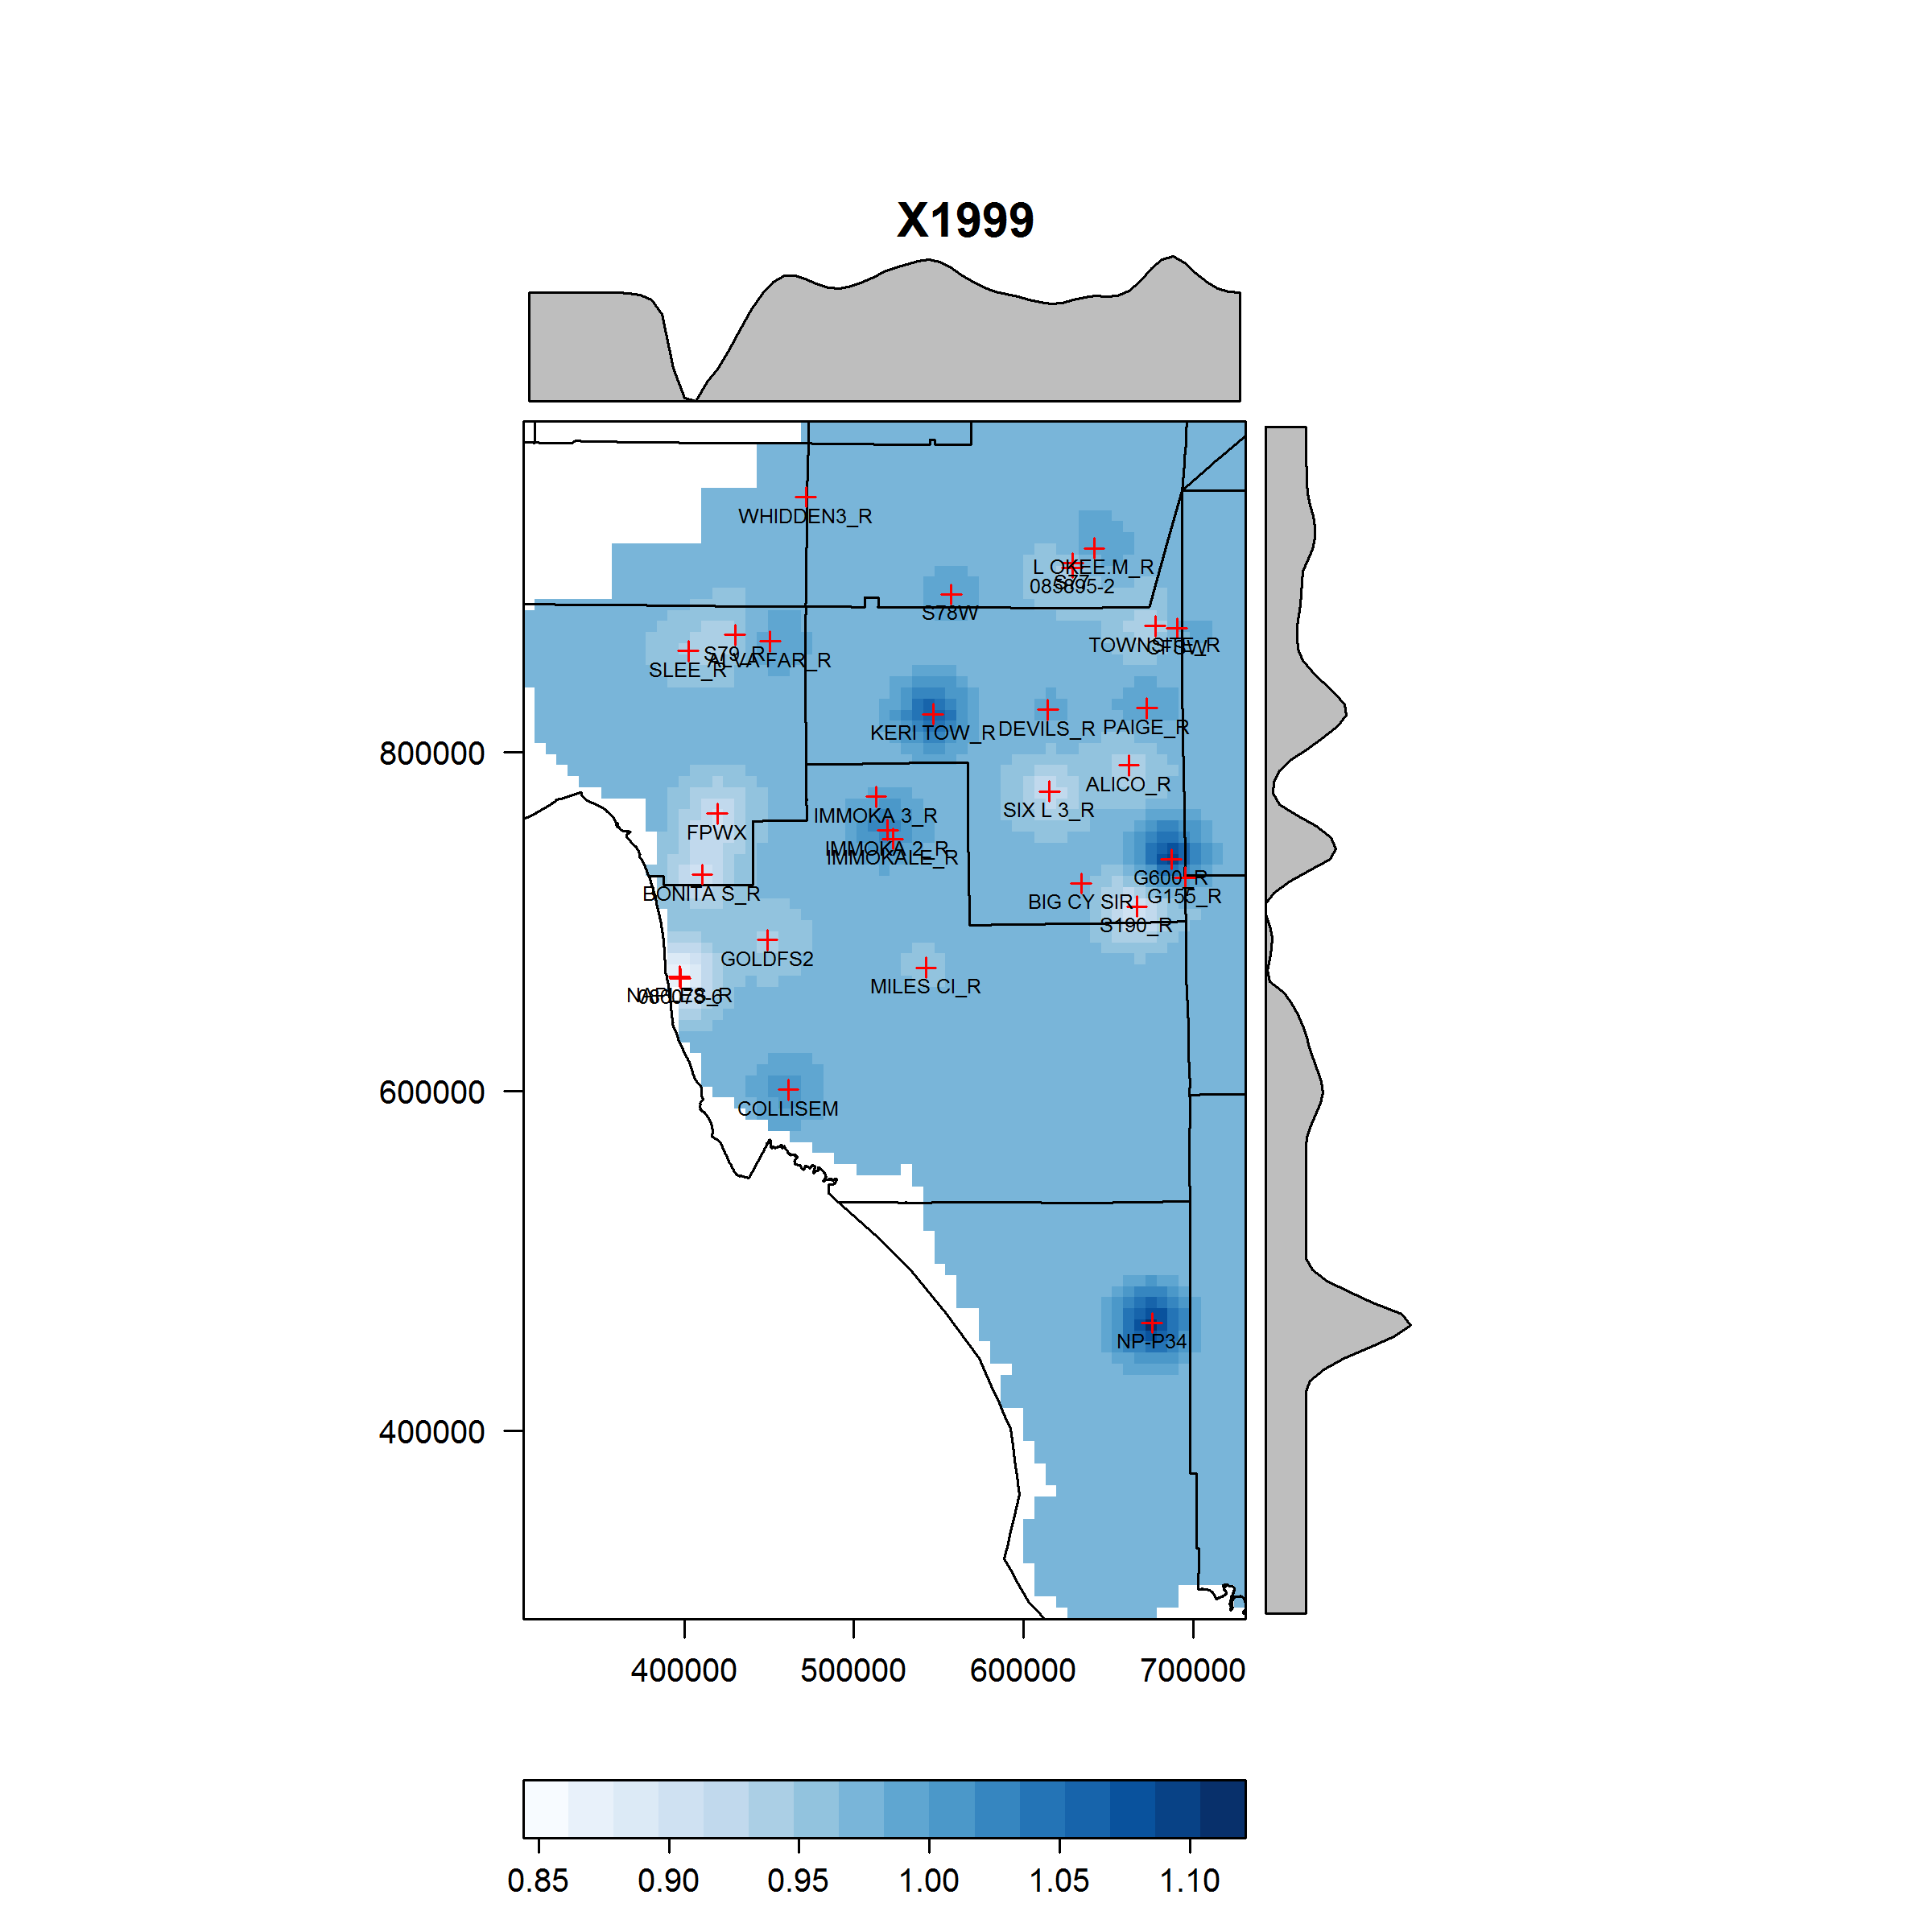 X1999
WHIDDEN3_R
L OKEE.M_R
S77
085895-2
S78W
TOWNSITE_R
CFSW
S79_R
ALVA FAR_R
SLEE_R
KERI TOW_R
DEVILS_R
PAIGE_R
800000
ALICO_R
SIX L 3_R
IMMOKA 3_R
FPWX
IMMOKA 2_R
IMMOKALE_R
G600_R
BONITA S_R
BIG CY SIR
G155_R
S190_R
GOLDFS2
MILES CI_R
NAPLES_R
086078-6
600000
COLLISEM
NP-P34
400000
400000 500000 600000 700000
0.85 0.90 0.95 1.00 1.05 1.10